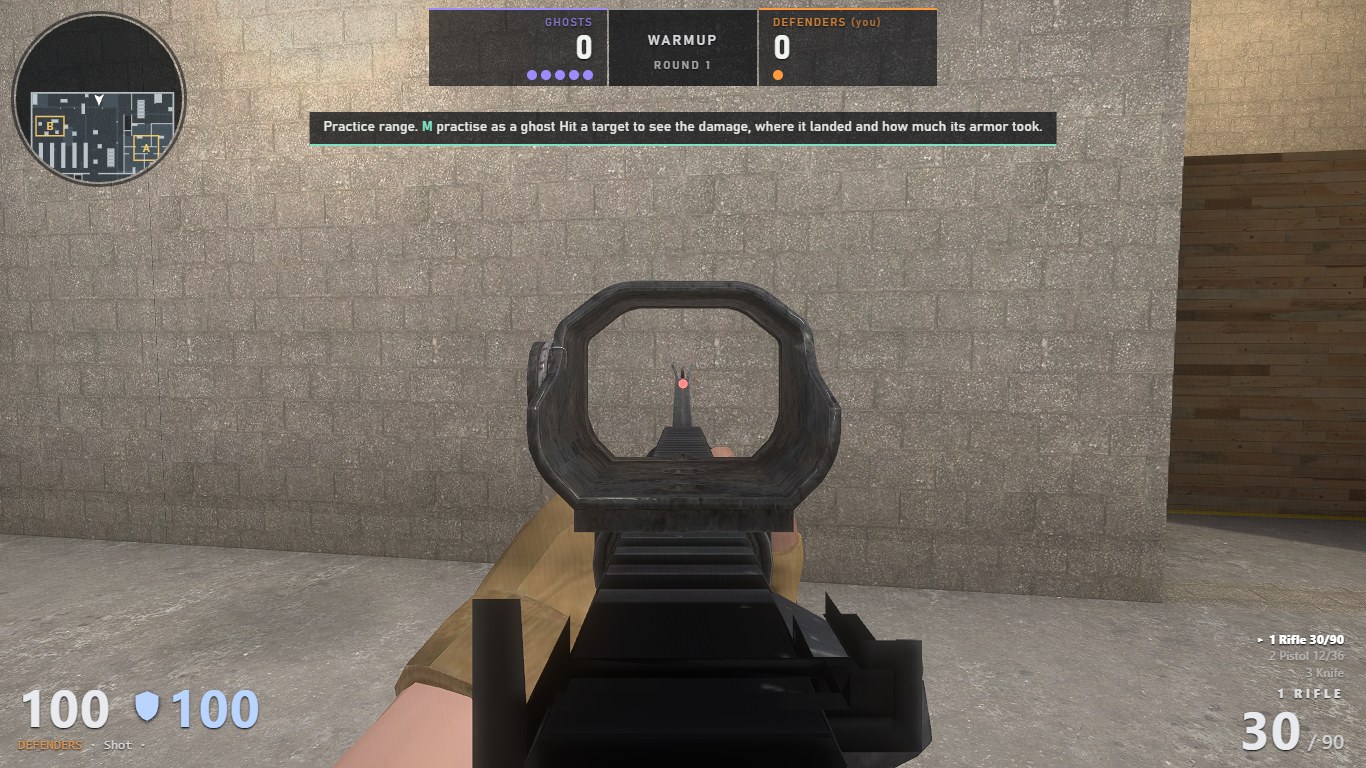 GHOSTS
0
WARMUP
ROUND 1
DEFENDERS (you)
0
Practice range. M practise as a ghost Hit a target to see the damage, where it landed and how much its armor took.
B
A
▸ 1 Rifle 30/90
2 Pistol 12/36
3 Knife
1 RIFLE
30 / 90
100 100
DEFENDERS · Shot ·